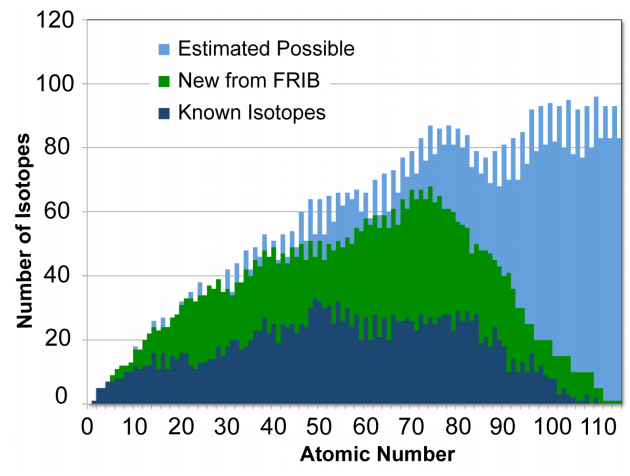 120
100
80
60
40
20
0
Number of Isotopes
Estimated Possible
New from FRIB
Known Isotopes
0 10 20 30 40 50 60 70 80 90 100 110
Atomic Number